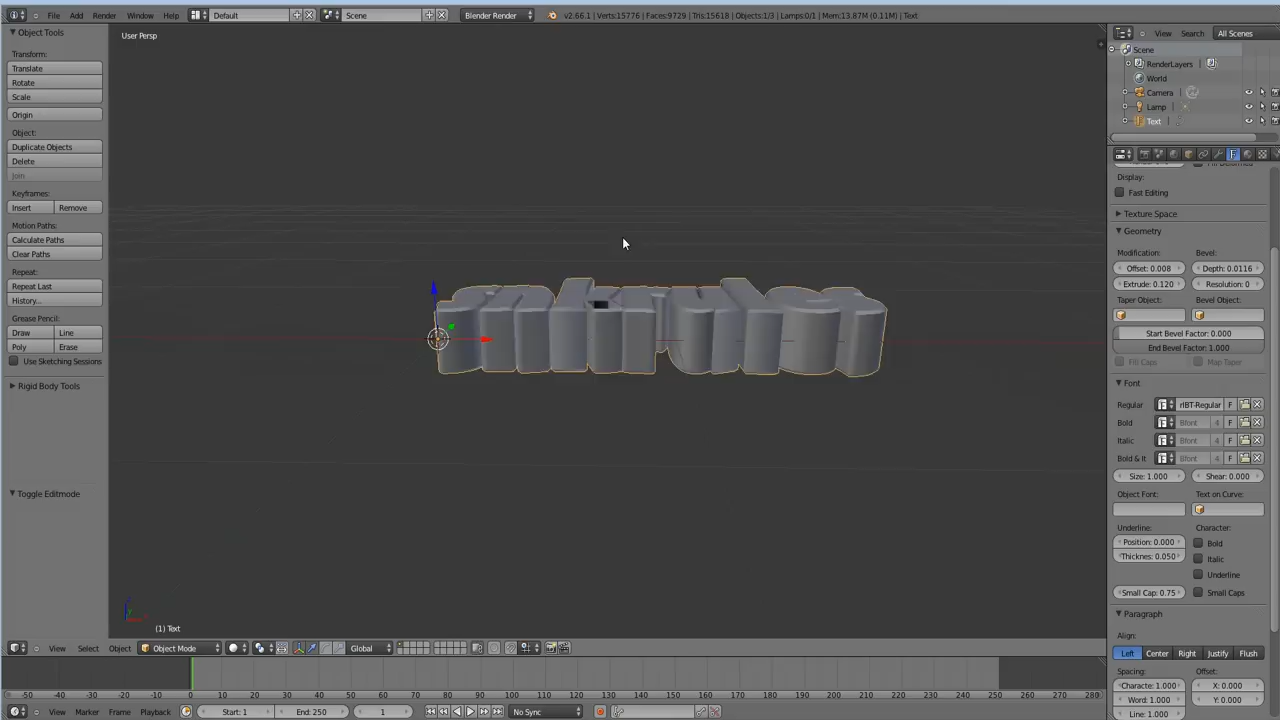 File Add Render Window Help Default Scene Blender Render v2.66.1 | Verts:15776 | Faces:9729 | Tris:15618 | Objects:1/3 | Lamps:0/1 | Mem:13.87M (0.11M) | Text
Object Tools
Transform:
Translate
Rotate
Scale
Origin
Object:
Duplicate Objects
Delete
Join
Keyframes:
Insert Remove
Motion Paths:
Calculate Paths
Clear Paths
Repeat:
Repeat Last
History...
Grease Pencil:
Draw Line
Poly Erase
Use Sketching Sessions
Rigid Body Tools
Toggle Editmode
User Persp
(1) Text
View Select Object Object Mode Global
-50 -40 -30 -20 -10 0 10 20 30 40 50 60 70 80 90 100 110 120 130 140 150 160 170 180 190 200 210 220 230 240 250 260 270 280
View Marker Frame Playback Start: 1 End: 250 1 No Sync
View Search All Scenes
Scene
RenderLayers |
World
Camera |
Lamp |
Text |
Display:
Fast Editing
Texture Space
Geometry
Modification: Bevel:
Offset: 0.008 Depth: 0.0116
Extrude: 0.120 Resolution: 0
Taper Object: Bevel Object:
Start Bevel Factor: 0.000
End Bevel Factor: 1.000
Fill Caps Map Taper
Font
Regular rlBT-Regular F
Bold Bfont 4 F
Italic Bfont 4 F
Bold & It Bfont 4 F
Size: 1.000 Shear: 0.000
Object Font: Text on Curve:
Underline: Character:
Position: 0.000 Bold
Thicknes: 0.050 Italic
Underline
Small Cap: 0.75 Small Caps
Paragraph
Align:
Left Center Right Justify Flush
Spacing: Offset:
Characte: 1.000 X: 0.000
Word: 1.000 Y: 0.000
Line: 1.000